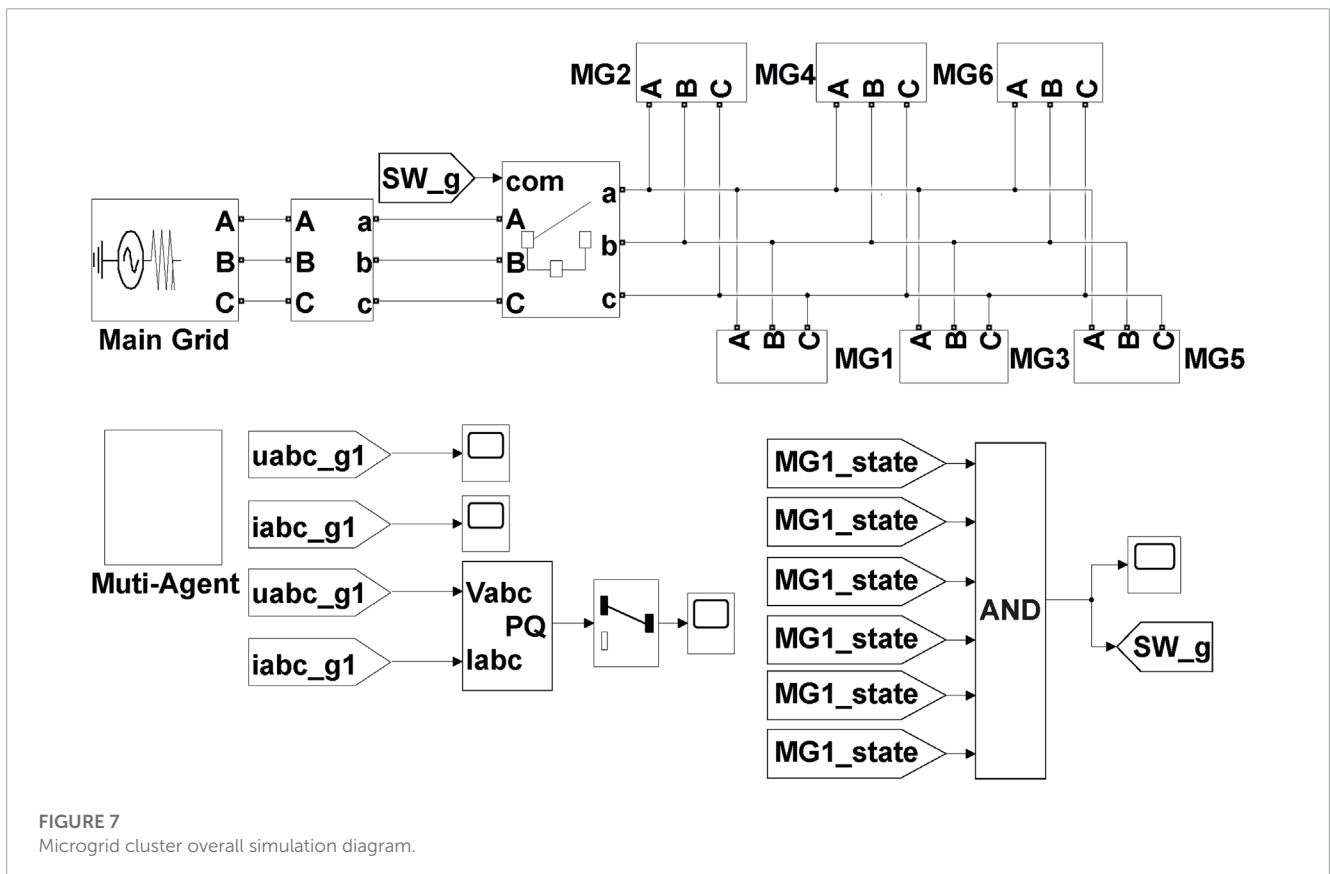 MG2 A B C
MG4 A B C
MG6 A B C
SW_g
com
A B C
A B C
a b c
A B C
a b c
Main Grid
A B C MG1
A B C MG3
A B C MG5
Muti-Agent
uabc_g1
iabc_g1
uabc_g1
iabc_g1
Vabc
PQ
Iabc
MG1_state
MG1_state
MG1_state
MG1_state
MG1_state
MG1_state
AND
SW_g
FIGURE 7
Microgrid cluster overall simulation diagram.